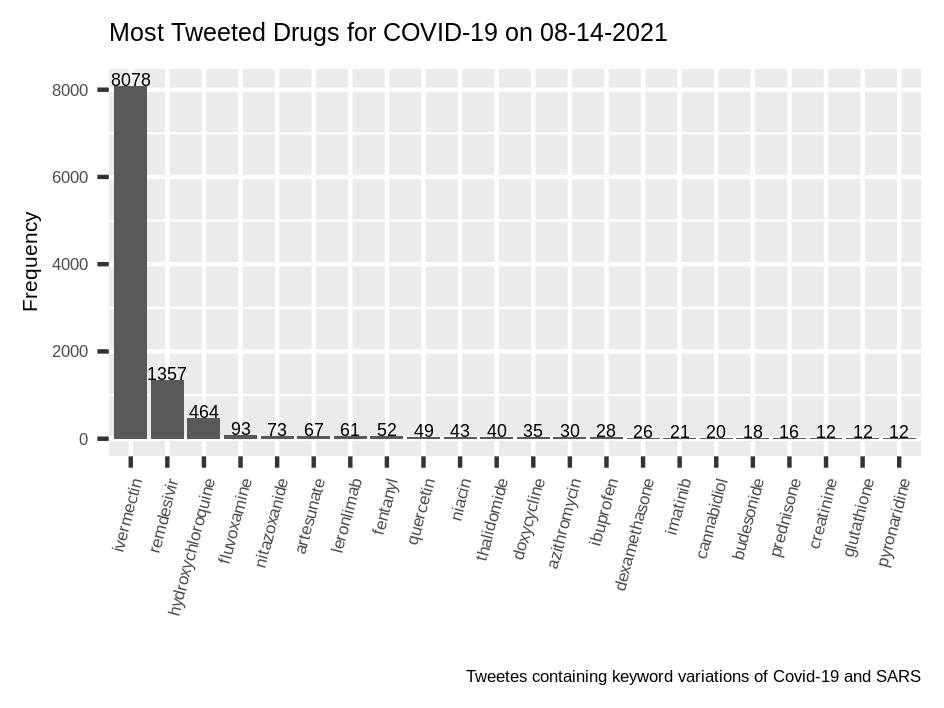 Most Tweeted Drugs for COVID-19 on 08-14-2021
Frequency
8000
6000
4000
2000
0
8078
1357
464
93
73
67
61
52
49
43
40
35
30
28
26
21
20
18
16
12
12
12
ivermectin
remdesivir
hydroxychloroquine
fluvoxamine
nitazoxanide
artesunate
leronlimab
fentanyl
quercetin
niacin
thalidomide
doxycycline
azithromycin
ibuprofen
dexamethasone
imatinib
cannabidiol
budesonide
prednisone
creatinine
glutathione
pyronaridine
Tweetes containing keyword variations of Covid-19 and SARS